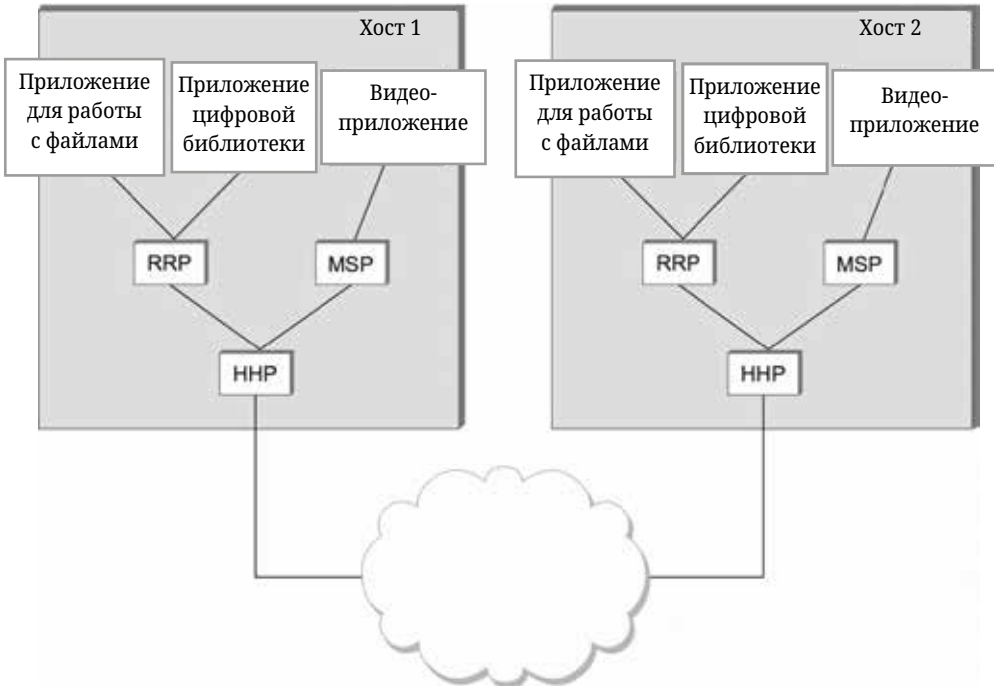 Хост 1
Приложение
для работы
с файлами
Приложение
цифровой
библиотеки
Видео-
приложение
RRP
MSP
HHP
Хост 2
Приложение
для работы
с файлами
Приложение
цифровой
библиотеки
Видео-
приложение
RRP
MSP
HHP